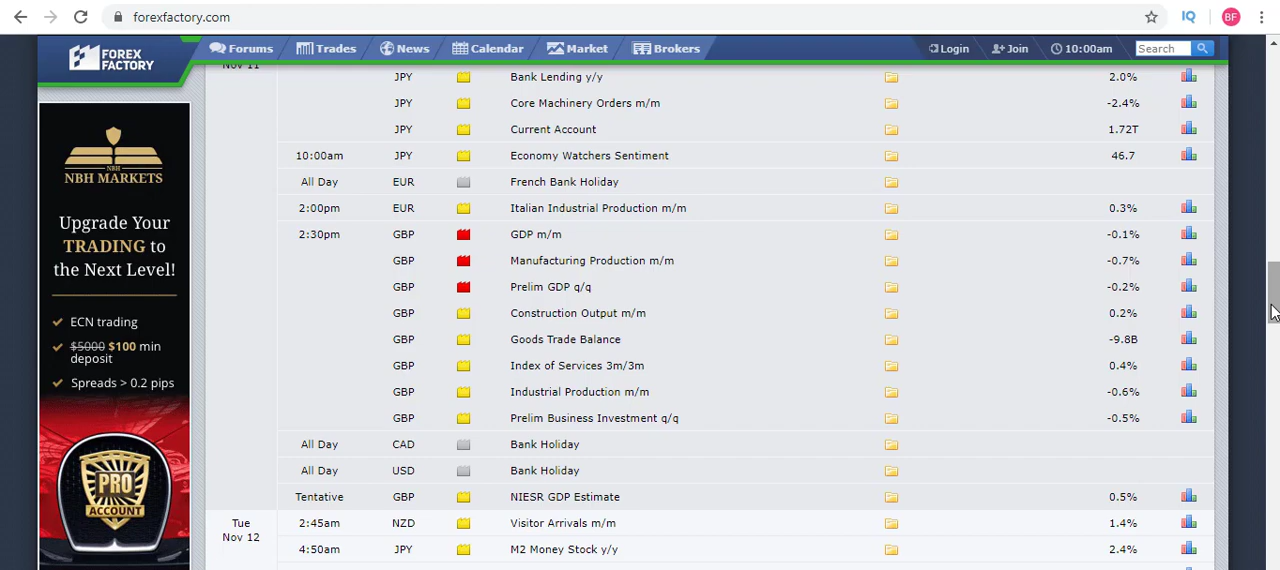 forexfactory.com
IQ
BF
FOREX
FACTORY
Forums
Trades
News
Calendar
Market
Brokers
Login
Join
10:00am
Search
NBH
NBH MARKETS
Upgrade Your
TRADING to
the Next Level!
ECN trading
$5000 $100 min
deposit
Spreads > 0.2 pips
PRO
ACCOUNT
Nov 11
JPY Bank Lending y/y 2.0%
JPY Core Machinery Orders m/m -2.4%
JPY Current Account 1.72T
10:00am JPY Economy Watchers Sentiment 46.7
All Day EUR French Bank Holiday
2:00pm EUR Italian Industrial Production m/m 0.3%
2:30pm GBP GDP m/m -0.1%
GBP Manufacturing Production m/m -0.7%
GBP Prelim GDP q/q -0.2%
GBP Construction Output m/m 0.2%
GBP Goods Trade Balance -9.8B
GBP Index of Services 3m/3m 0.4%
GBP Industrial Production m/m -0.6%
GBP Prelim Business Investment q/q -0.5%
All Day CAD Bank Holiday
All Day USD Bank Holiday
Tentative GBP NIESR GDP Estimate 0.5%
Tue
Nov 12
2:45am NZD Visitor Arrivals m/m 1.4%
4:50am JPY M2 Money Stock y/y 2.4%